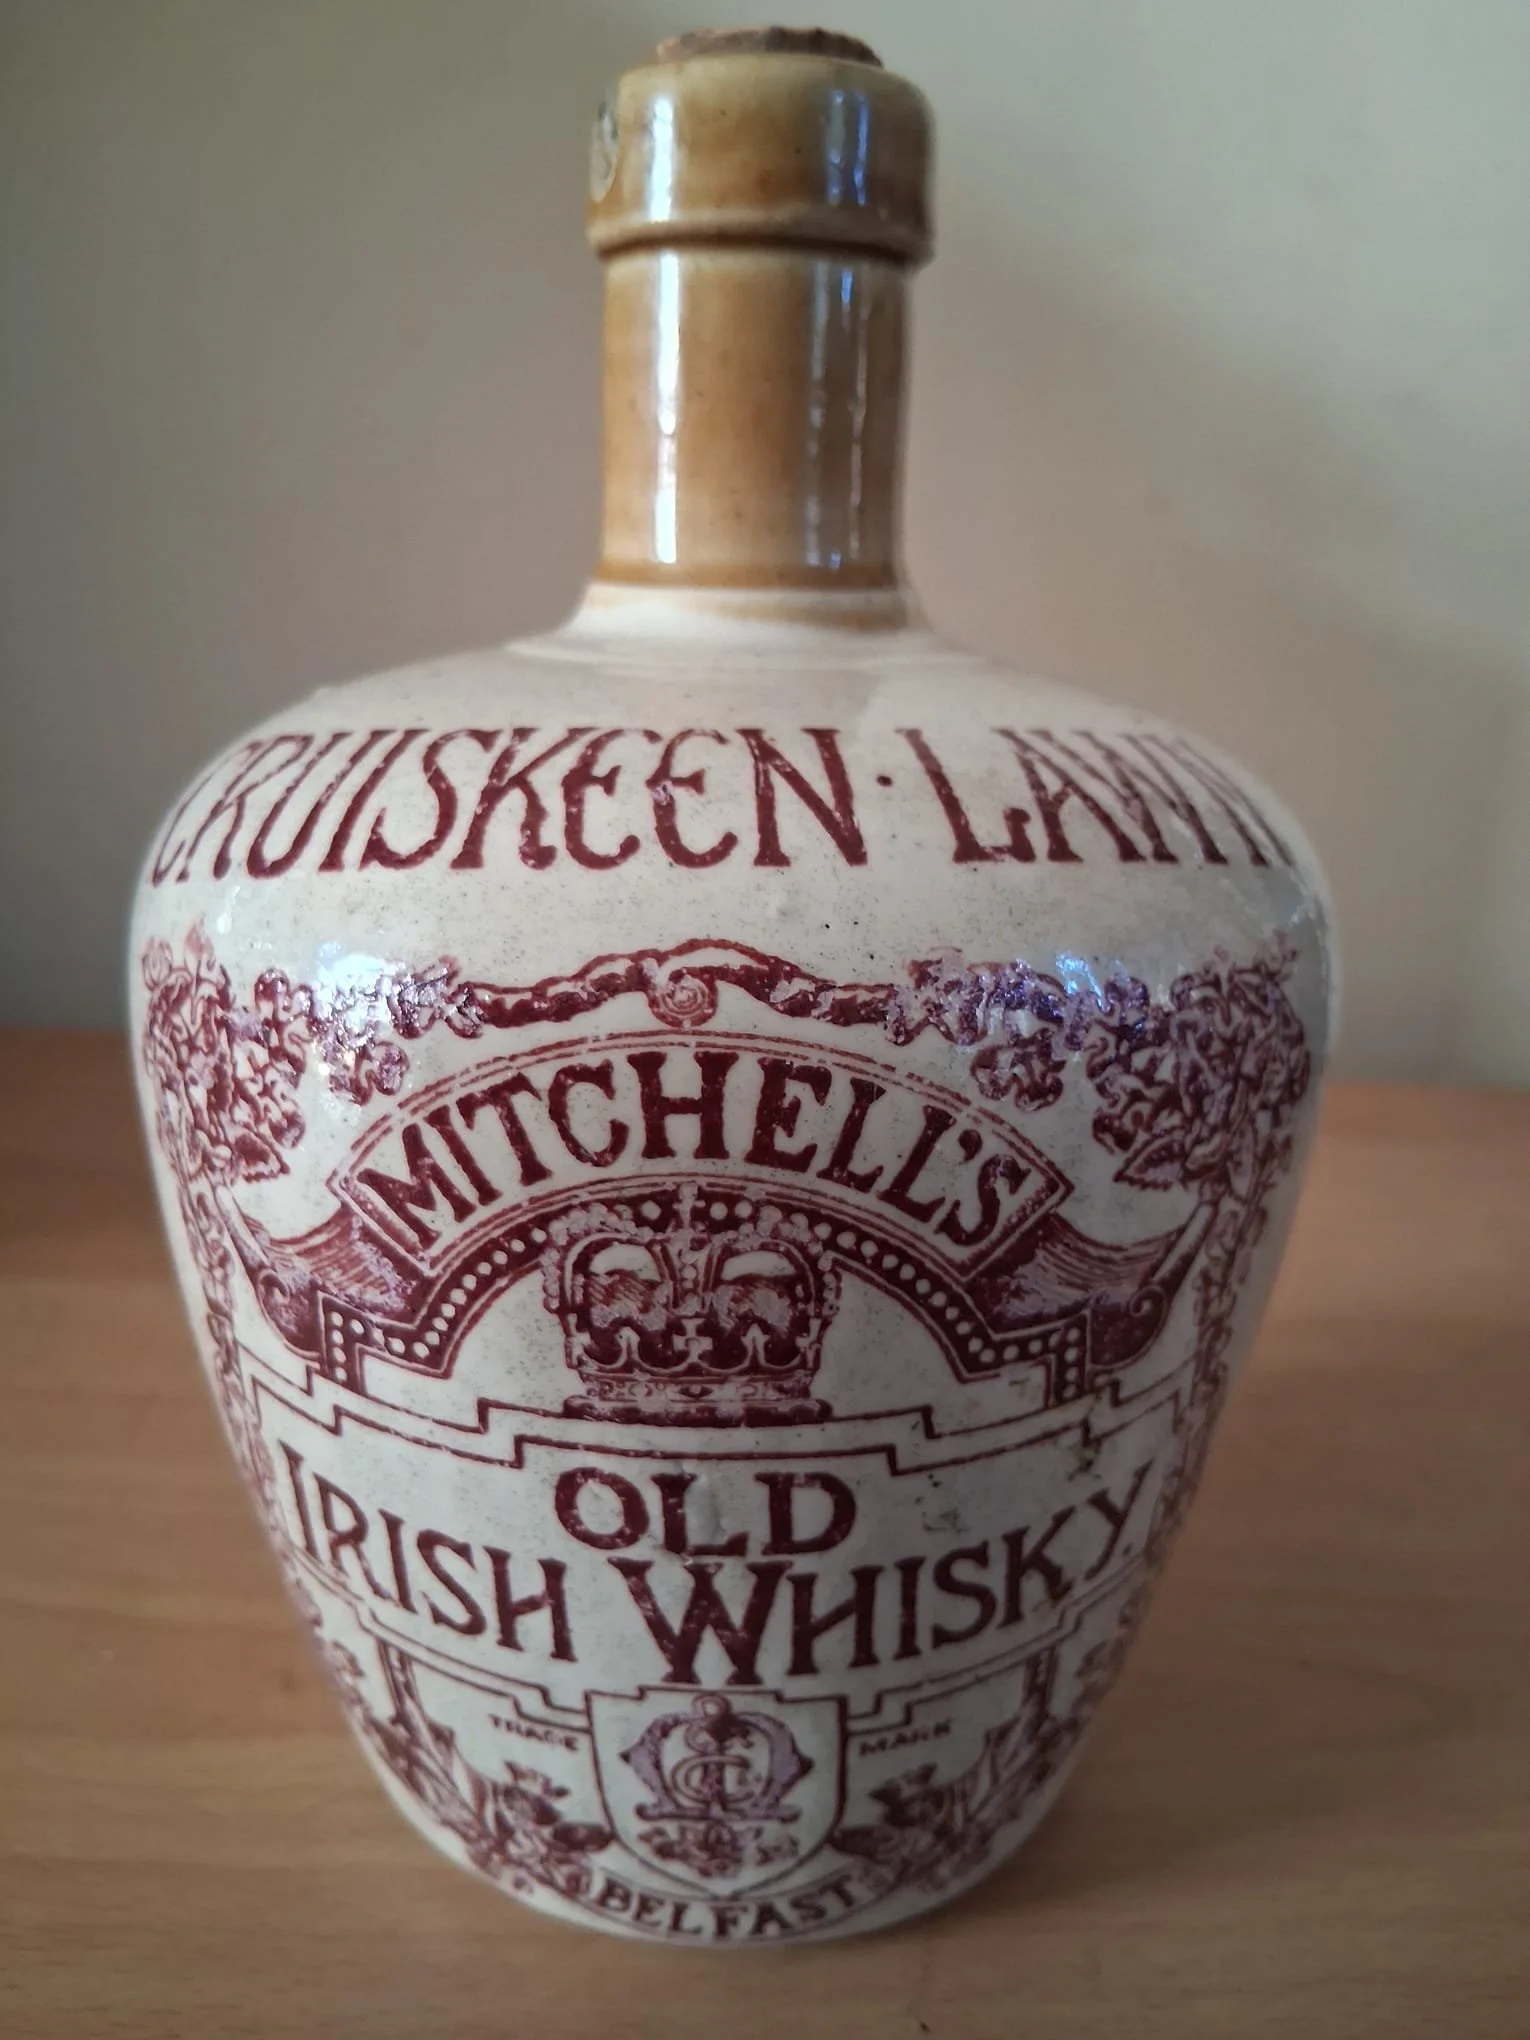 CRUISKEEN · LAWN
MITCHELL'S
OLD
IRISH WHISKY.
TRADE MARK
BELFAST